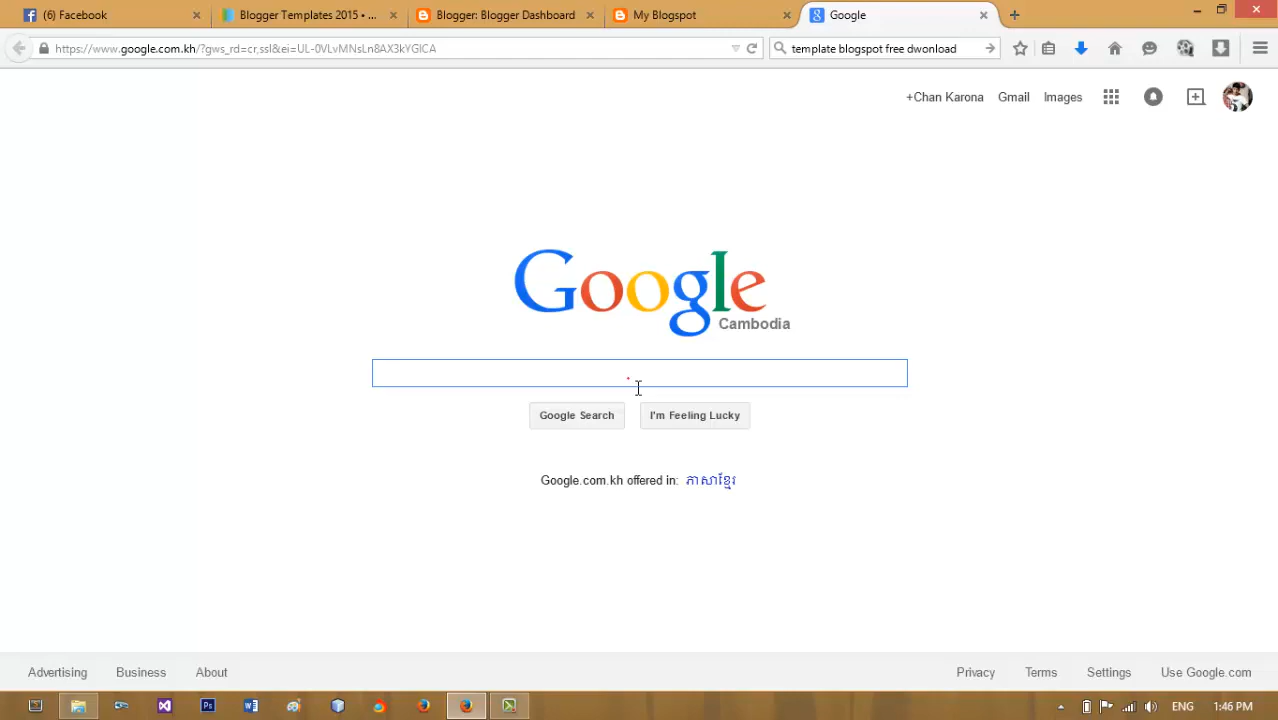 (6) Facebook
Blogger Templates 2015 • ...
Blogger: Blogger Dashboard
My Blogspot
Google
https://www.google.com.kh/?gws_rd=cr,ssl&ei=UL-0VLvMNsLn8AX3kYGICA
template blogspot free dwonload
+Chan Karona Gmail Images
Google
Cambodia
Google Search I'm Feeling Lucky
Google.com.kh offered in: ភាសាខ្មែរ
Advertising Business About
Privacy Terms Settings Use Google.com
ENG 1:46 PM